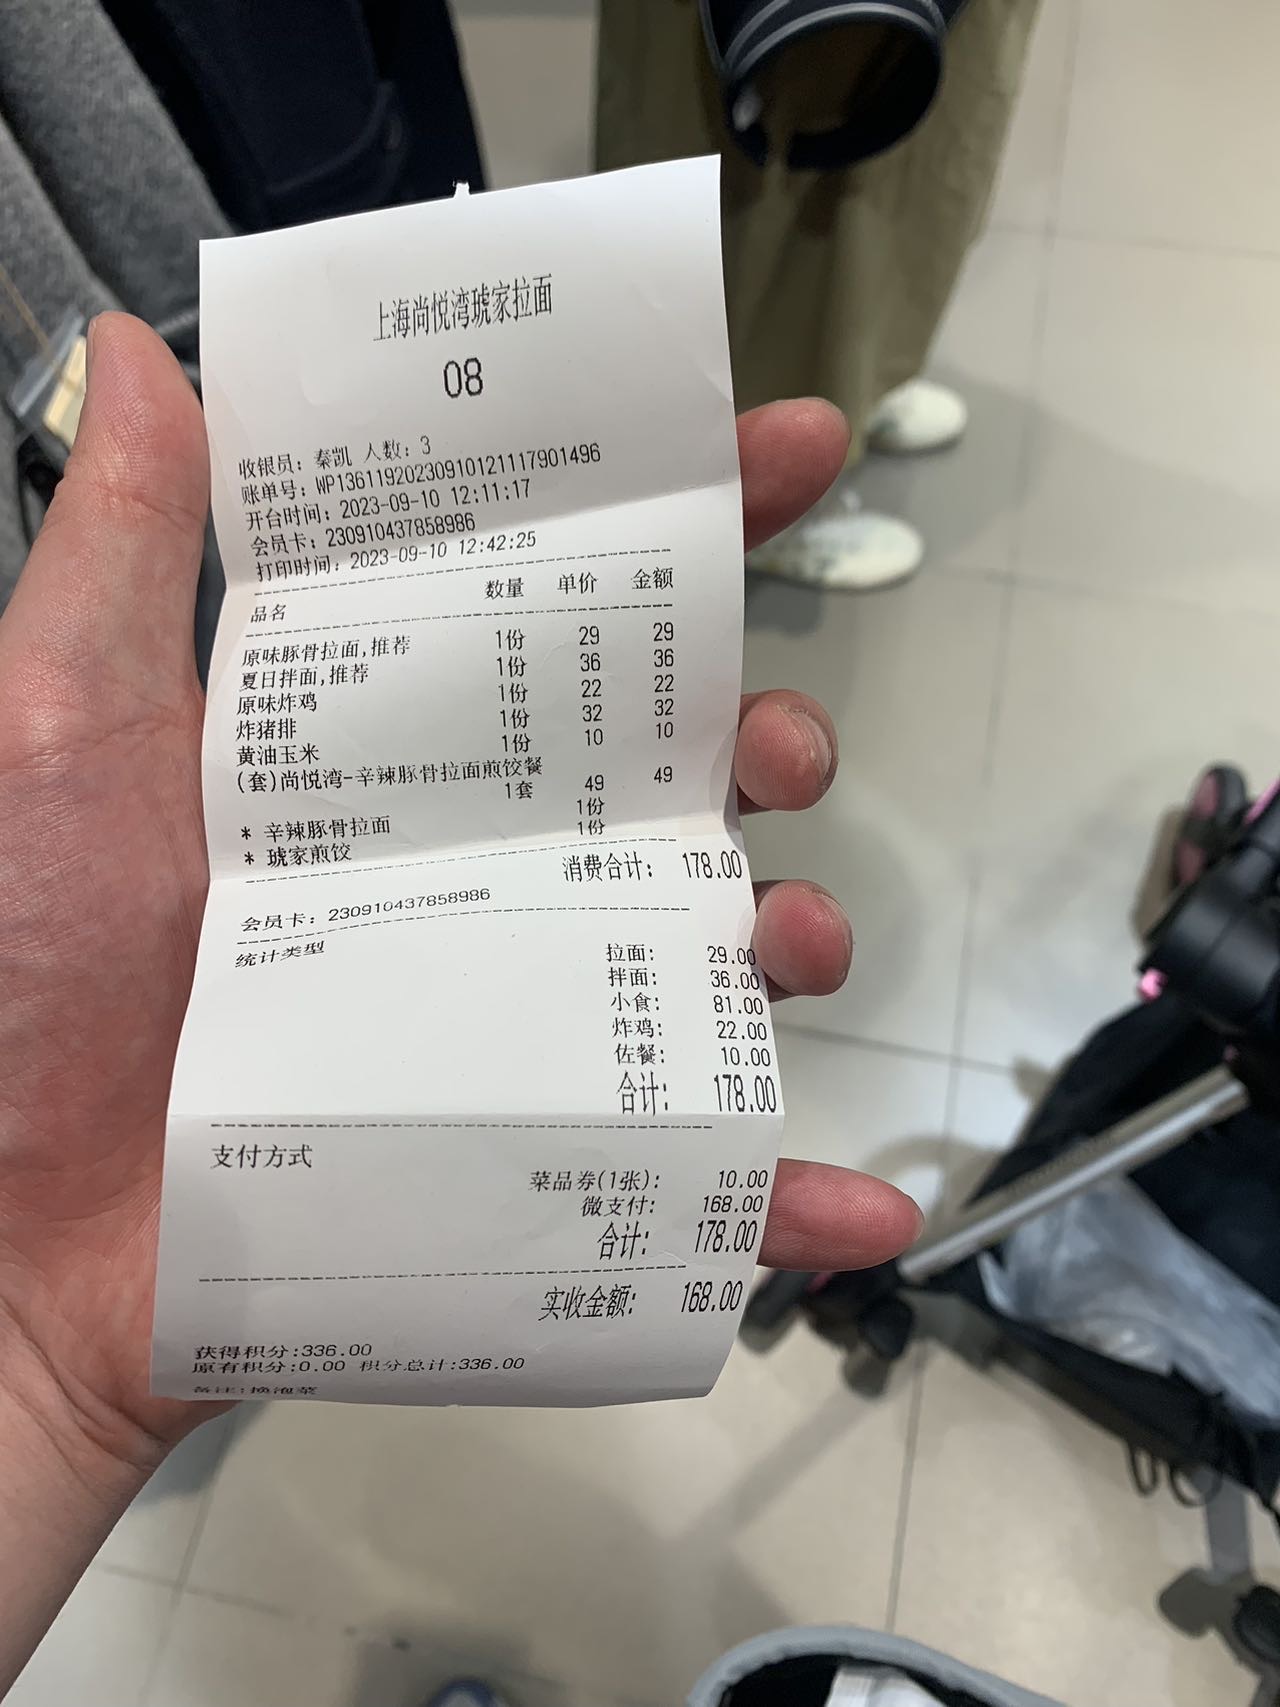 上海尚悦湾琥家拉面
08
收银员：秦凯 人数：3
账单号：WP13611920230910121117901496
开台时间：2023-09-10 12:11:17
会员卡：230910437858986
打印时间：2023-09-10 12:42:25
品名 数量 单价 金额
原味豚骨拉面,推荐 1份 29 29
夏日拌面,推荐 1份 36 36
原味炸鸡 1份 22 22
炸猪排 1份 32 32
黄油玉米 1份 10 10
(套)尚悦湾-辛辣豚骨拉面煎饺餐
1套 49 49
* 辛辣豚骨拉面 1份
* 琥家煎饺 1份
消费合计： 178.00
会员卡：230910437858986
统计类型
拉面： 29.00
拌面： 36.00
小食： 81.00
炸鸡： 22.00
佐餐： 10.00
合计： 178.00
支付方式
菜品券(1张)： 10.00
微支付： 168.00
合计： 178.00
实收金额： 168.00
获得积分:336.00
原有积分:0.00 积分总计:336.00
备注:换泡菜